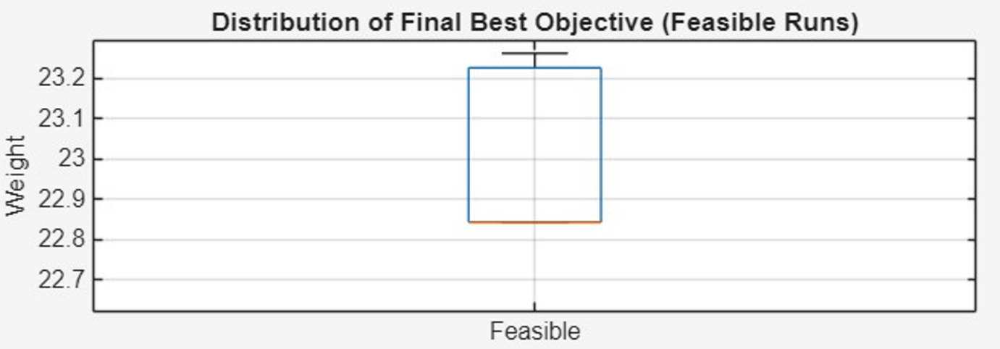 Distribution of Final Best Objective (Feasible Runs)
23.2
23.1
23
22.9
22.8
22.7
Weight
Feasible